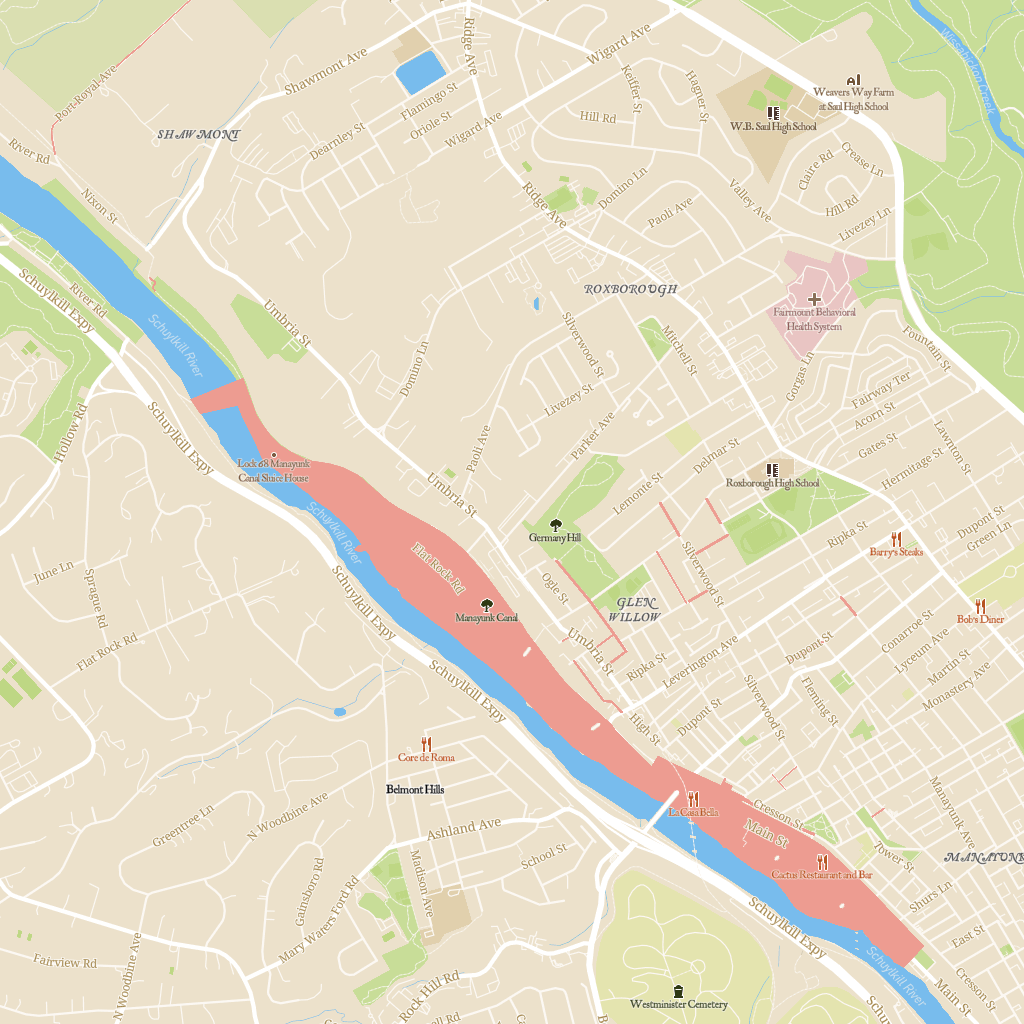 Ridge Ave
Wigard Ave
Shawmont Ave
Wissahickon Creek
Port Royal Ave
Keiffer St
Hagner St
Weavers Way Farm
at Saul High School
Flamingo St
Oriole St
Wigard Ave
Hill Rd
W.B. Saul High School
SHAWMONT
Dearnley St
River Rd
Crease Ln
Claire Rd
Nixon St
Ridge Ave
Domino Ln
Valley Ave
Paoli Ave
Hill Rd
Livezey Ln
Schuylkill Expy
River Rd
ROXBOROUGH
Fairmount Behavioral
Health System
Umbria St
Schuylkill River
Silverwood St
Mitchell St
Fountain St
Domino Ln
Gorgas Ln
Fairway Ter
Acorn St
Livezey St
Hollow Rd
Schuylkill Expy
Paoli Ave
Parker Ave
Gates St
Lawnton St
Delmar St
Hermitage St
Lock 68 Manayunk
Canal Sluice House
Roxborough High School
Umbria St
Lemonte St
Schuylkill River
Germany Hill
Ripka St
Dupont St
Green Ln
Barry's Steaks
June Ln
Flat Rock Rd
Silverwood St
Ogle St
Sprague Rd
Schuylkill Expy
Manayunk Canal
GLEN
WILLOW
Bob's Diner
Flat Rock Rd
Umbria St
Conarroe St
Lyceum Ave
Ripka St
Leverington Ave
Dupont St
Martin St
Monastery Ave
Schuylkill Expy
Silverwood St
Fleming St
High St
Dupont St
Core de Roma
Belmont Hills
Greentree Ln
N Woodbine Ave
Ashland Ave
La Casa Bella
Cresson St
Manayunk Ave
Main St
School St
Tower St
MANAYUNK
Madison Ave
Gainsboro Rd
Cactus Restaurant and Bar
Shurs Ln
Mary Waters Ford Rd
Schuylkill Expy
East St
Fairview Rd
N Woodbine Ave
Rock Hill Rd
Westminister Cemetery
Schuylkill River
Cresson St
Main St